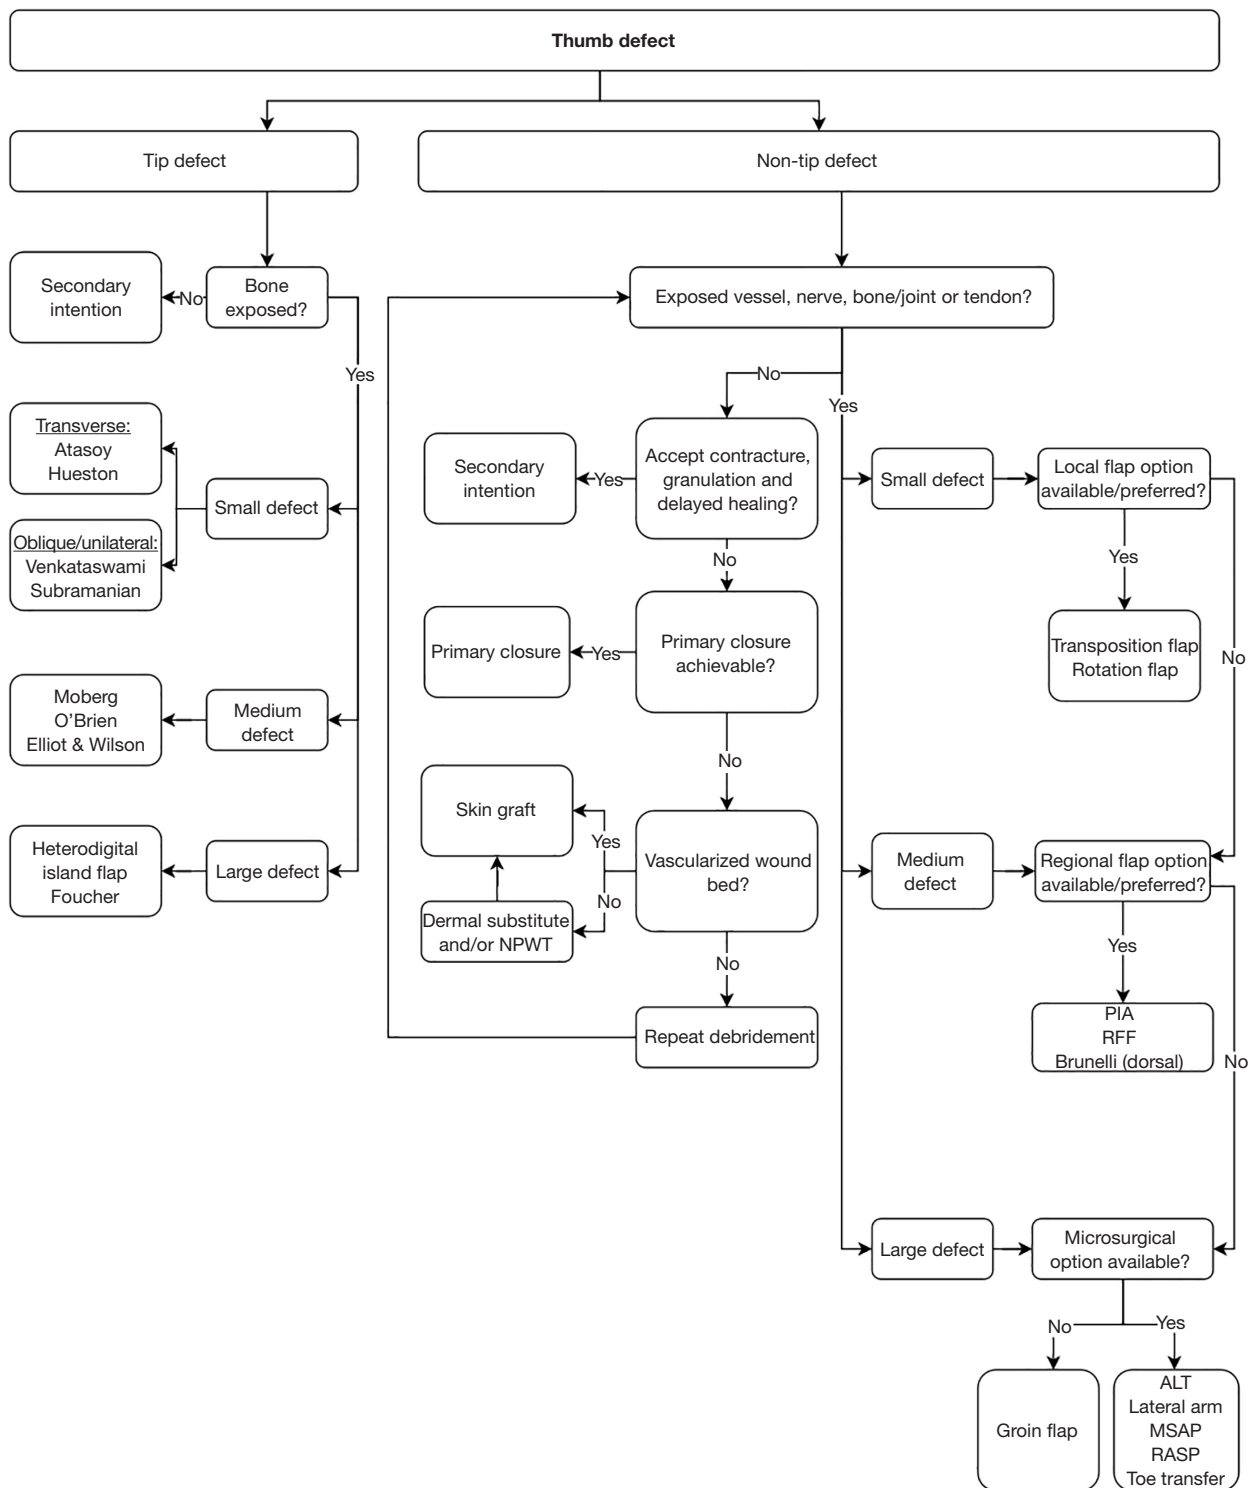 Thumb defect
Tip defect
Non-tip defect
Secondary
intention
No
Bone
exposed?
Yes
Transverse:
Atasoy
Hueston
Oblique/unilateral:
Venkataswami
Subramanian
Small defect
Moberg
O'Brien
Elliot & Wilson
Medium
defect
Heterodigital
island flap
Foucher
Large defect
Exposed vessel, nerve, bone/joint or tendon?
No
Yes
Secondary
intention
Yes
Accept contracture,
granulation and
delayed healing?
No
Primary closure
Yes
Primary closure
achievable?
No
Skin graft
Yes
No
Dermal substitute
and/or NPWT
Vascularized wound
bed?
No
Repeat debridement
Small defect
Local flap option
available/preferred?
Yes
No
Transposition flap
Rotation flap
Medium
defect
Regional flap option
available/preferred?
Yes
No
PIA
RFF
Brunelli (dorsal)
Large defect
Microsurgical
option available?
No
Yes
Groin flap
ALT
Lateral arm
MSAP
RASP
Toe transfer